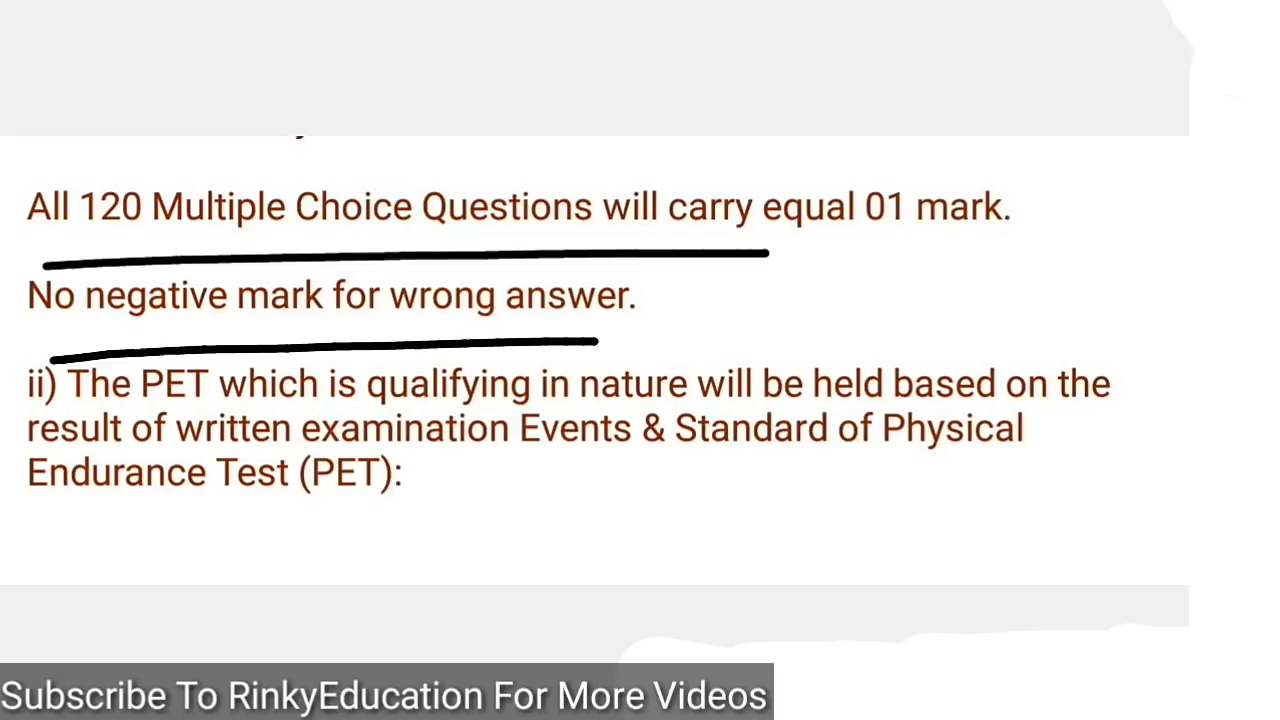 All 120 Multiple Choice Questions will carry equal 01 mark.
No negative mark for wrong answer.
ii) The PET which is qualifying in nature will be held based on the
result of written examination Events & Standard of Physical
Endurance Test (PET):
Subscribe To RinkyEducation For More Videos